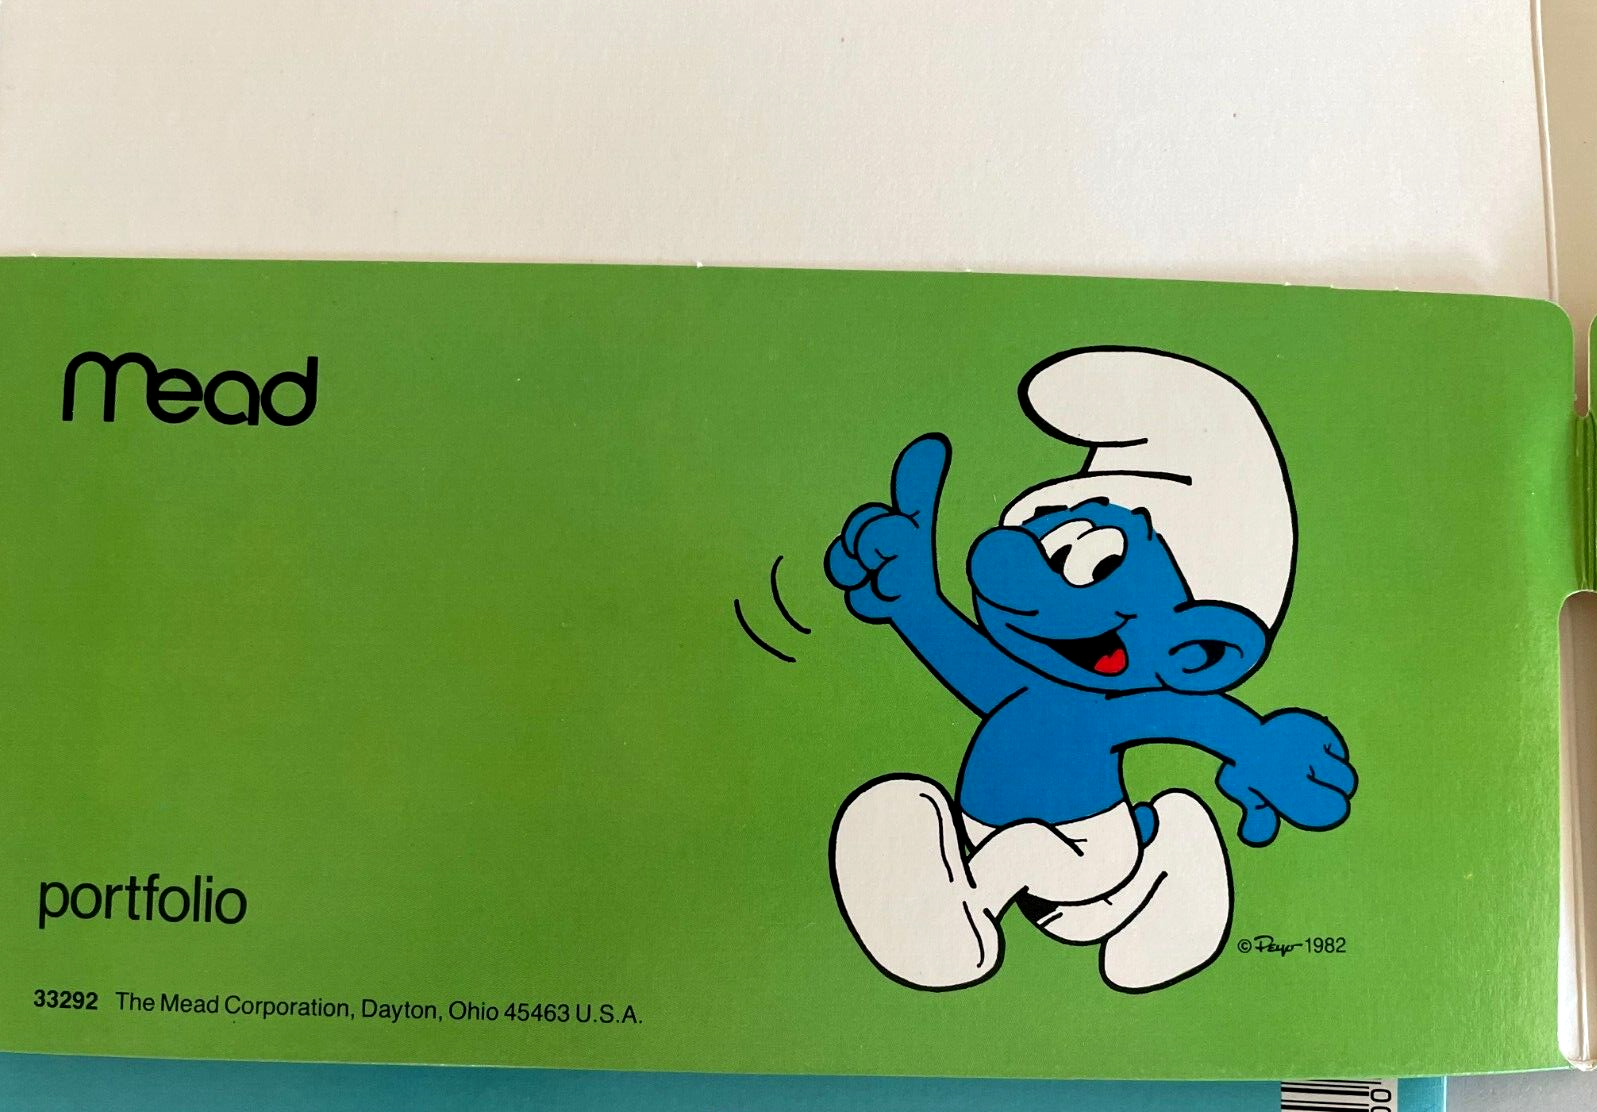 mead
portfolio
© Peyo 1982
33292 The Mead Corporation, Dayton, Ohio 45463 U.S.A.